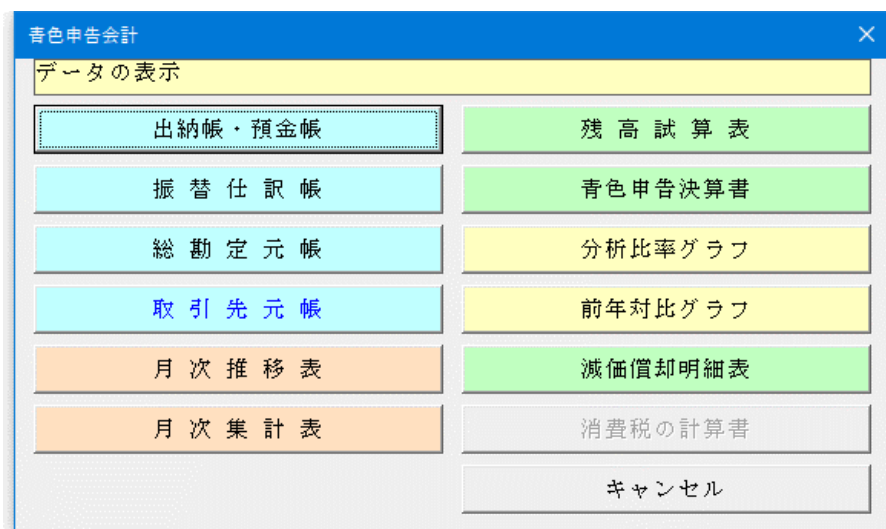 青色申告会計
データの表示
出納帳・預金帳
振替仕訳帳
総勘定元帳
取引先元帳
月次推移表
月次集計表
残高試算表
青色申告決算書
分析比率グラフ
前年対比グラフ
減価償却明細表
消費税の計算書
キャンセル